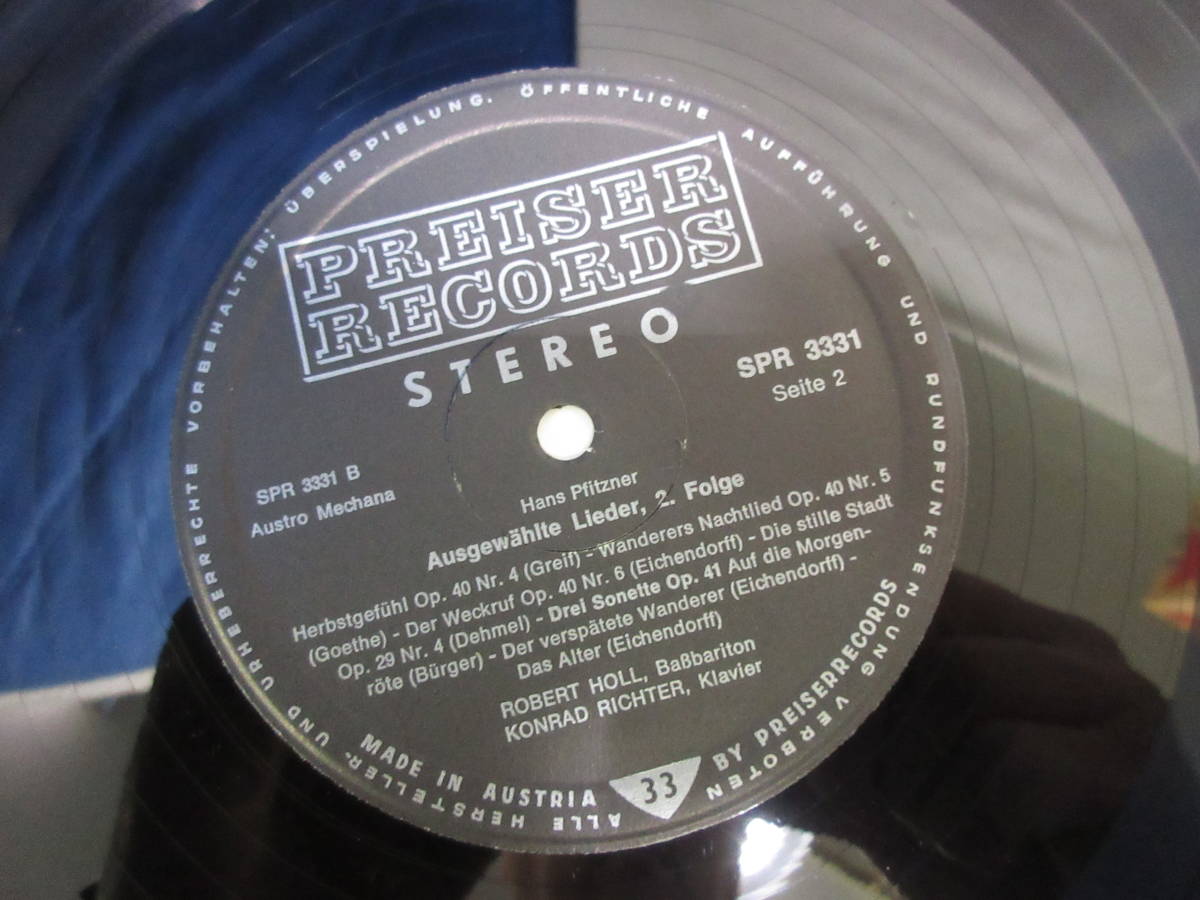 PREISER
RECORDS
STEREO
SPR 3331
Seite 2
SPR 3331 B
Austro Mechana
Hans Pfitzner
Ausgewählte Lieder, 2. Folge
Herbstgefühl Op. 40 Nr. 4 (Greif) - Wanderers Nachtlied Op. 40 Nr. 5
(Goethe) - Der Weckruf Op. 40 Nr. 6 (Eichendorff) - Die stille Stadt
Op. 29 Nr. 4 (Dehmel) - Drei Sonette Op. 41 Auf die Morgen-
röte (Bürger) - Der verspätete Wanderer (Eichendorff) -
Das Alter (Eichendorff)
ROBERT HOLL, Baßbariton
KONRAD RICHTER, Klavier
MADE IN AUSTRIA 33 BY PREISERRECORDS
ALLE HERSTELLER- UND URHEBERRECHTE VORBEHALTEN: ÜBERSPIELUNG. ÖFFENTLICHE AUFFÜHRUNG UND RUNDFUNKSENDUNG VERBOTEN